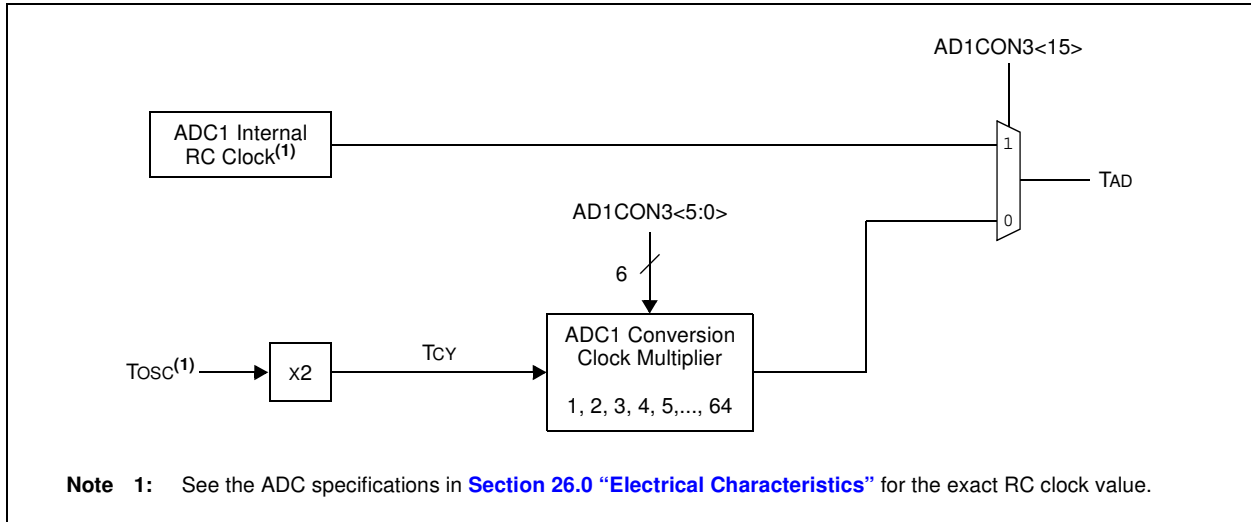 AD1CON3<15>
ADC1 Internal
RC Clock(1)
1
TAD
AD1CON3<5:0>
0
6
ADC1 Conversion
Clock Multiplier
TOSC(1)
X2
TCY
1, 2, 3, 4, 5,..., 64
Note 1: See the ADC specifications in Section 26.0 “Electrical Characteristics” for the exact RC clock value.